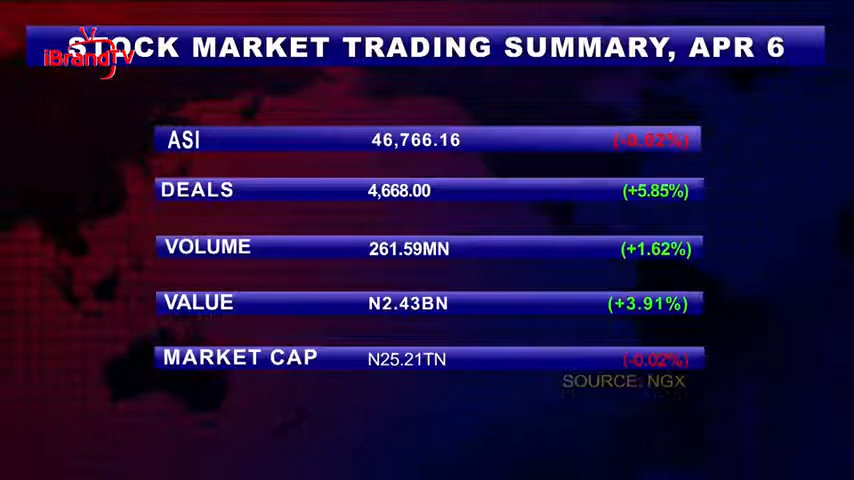 STOCK MARKET TRADING SUMMARY, APR 6
iBrandTV
ASI 46,766.16 (-0.02%)
DEALS 4,668.00 (+5.85%)
VOLUME 261.59MN (+1.62%)
VALUE N2.43BN (+3.91%)
MARKET CAP N25.21TN (-0.02%)
SOURCE: NGX